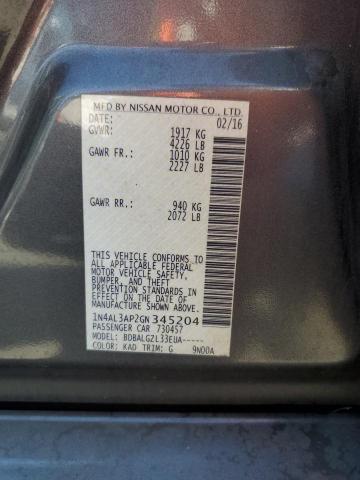 MFD BY NISSAN MOTOR CO., LTD.
DATE: 02/16
GVWR: 1917 KG
4226 LB
GAWR FR.: 1010 KG
2227 LB
GAWR RR.: 940 KG
2072 LB
THIS VEHICLE CONFORMS TO
ALL APPLICABLE FEDERAL
MOTOR VEHICLE SAFETY,
BUMPER, AND THEFT
PREVENTION STANDARDS
IN EFFECT ON THE DATE OF
MANUFACTURE SHOWN ABOVE.
1N4AL3AP2GN345204
PASSENGER CAR 730457
MODEL: BDBALGZL33EUA-----
COLOR: KAD TRIM: G 9N00A